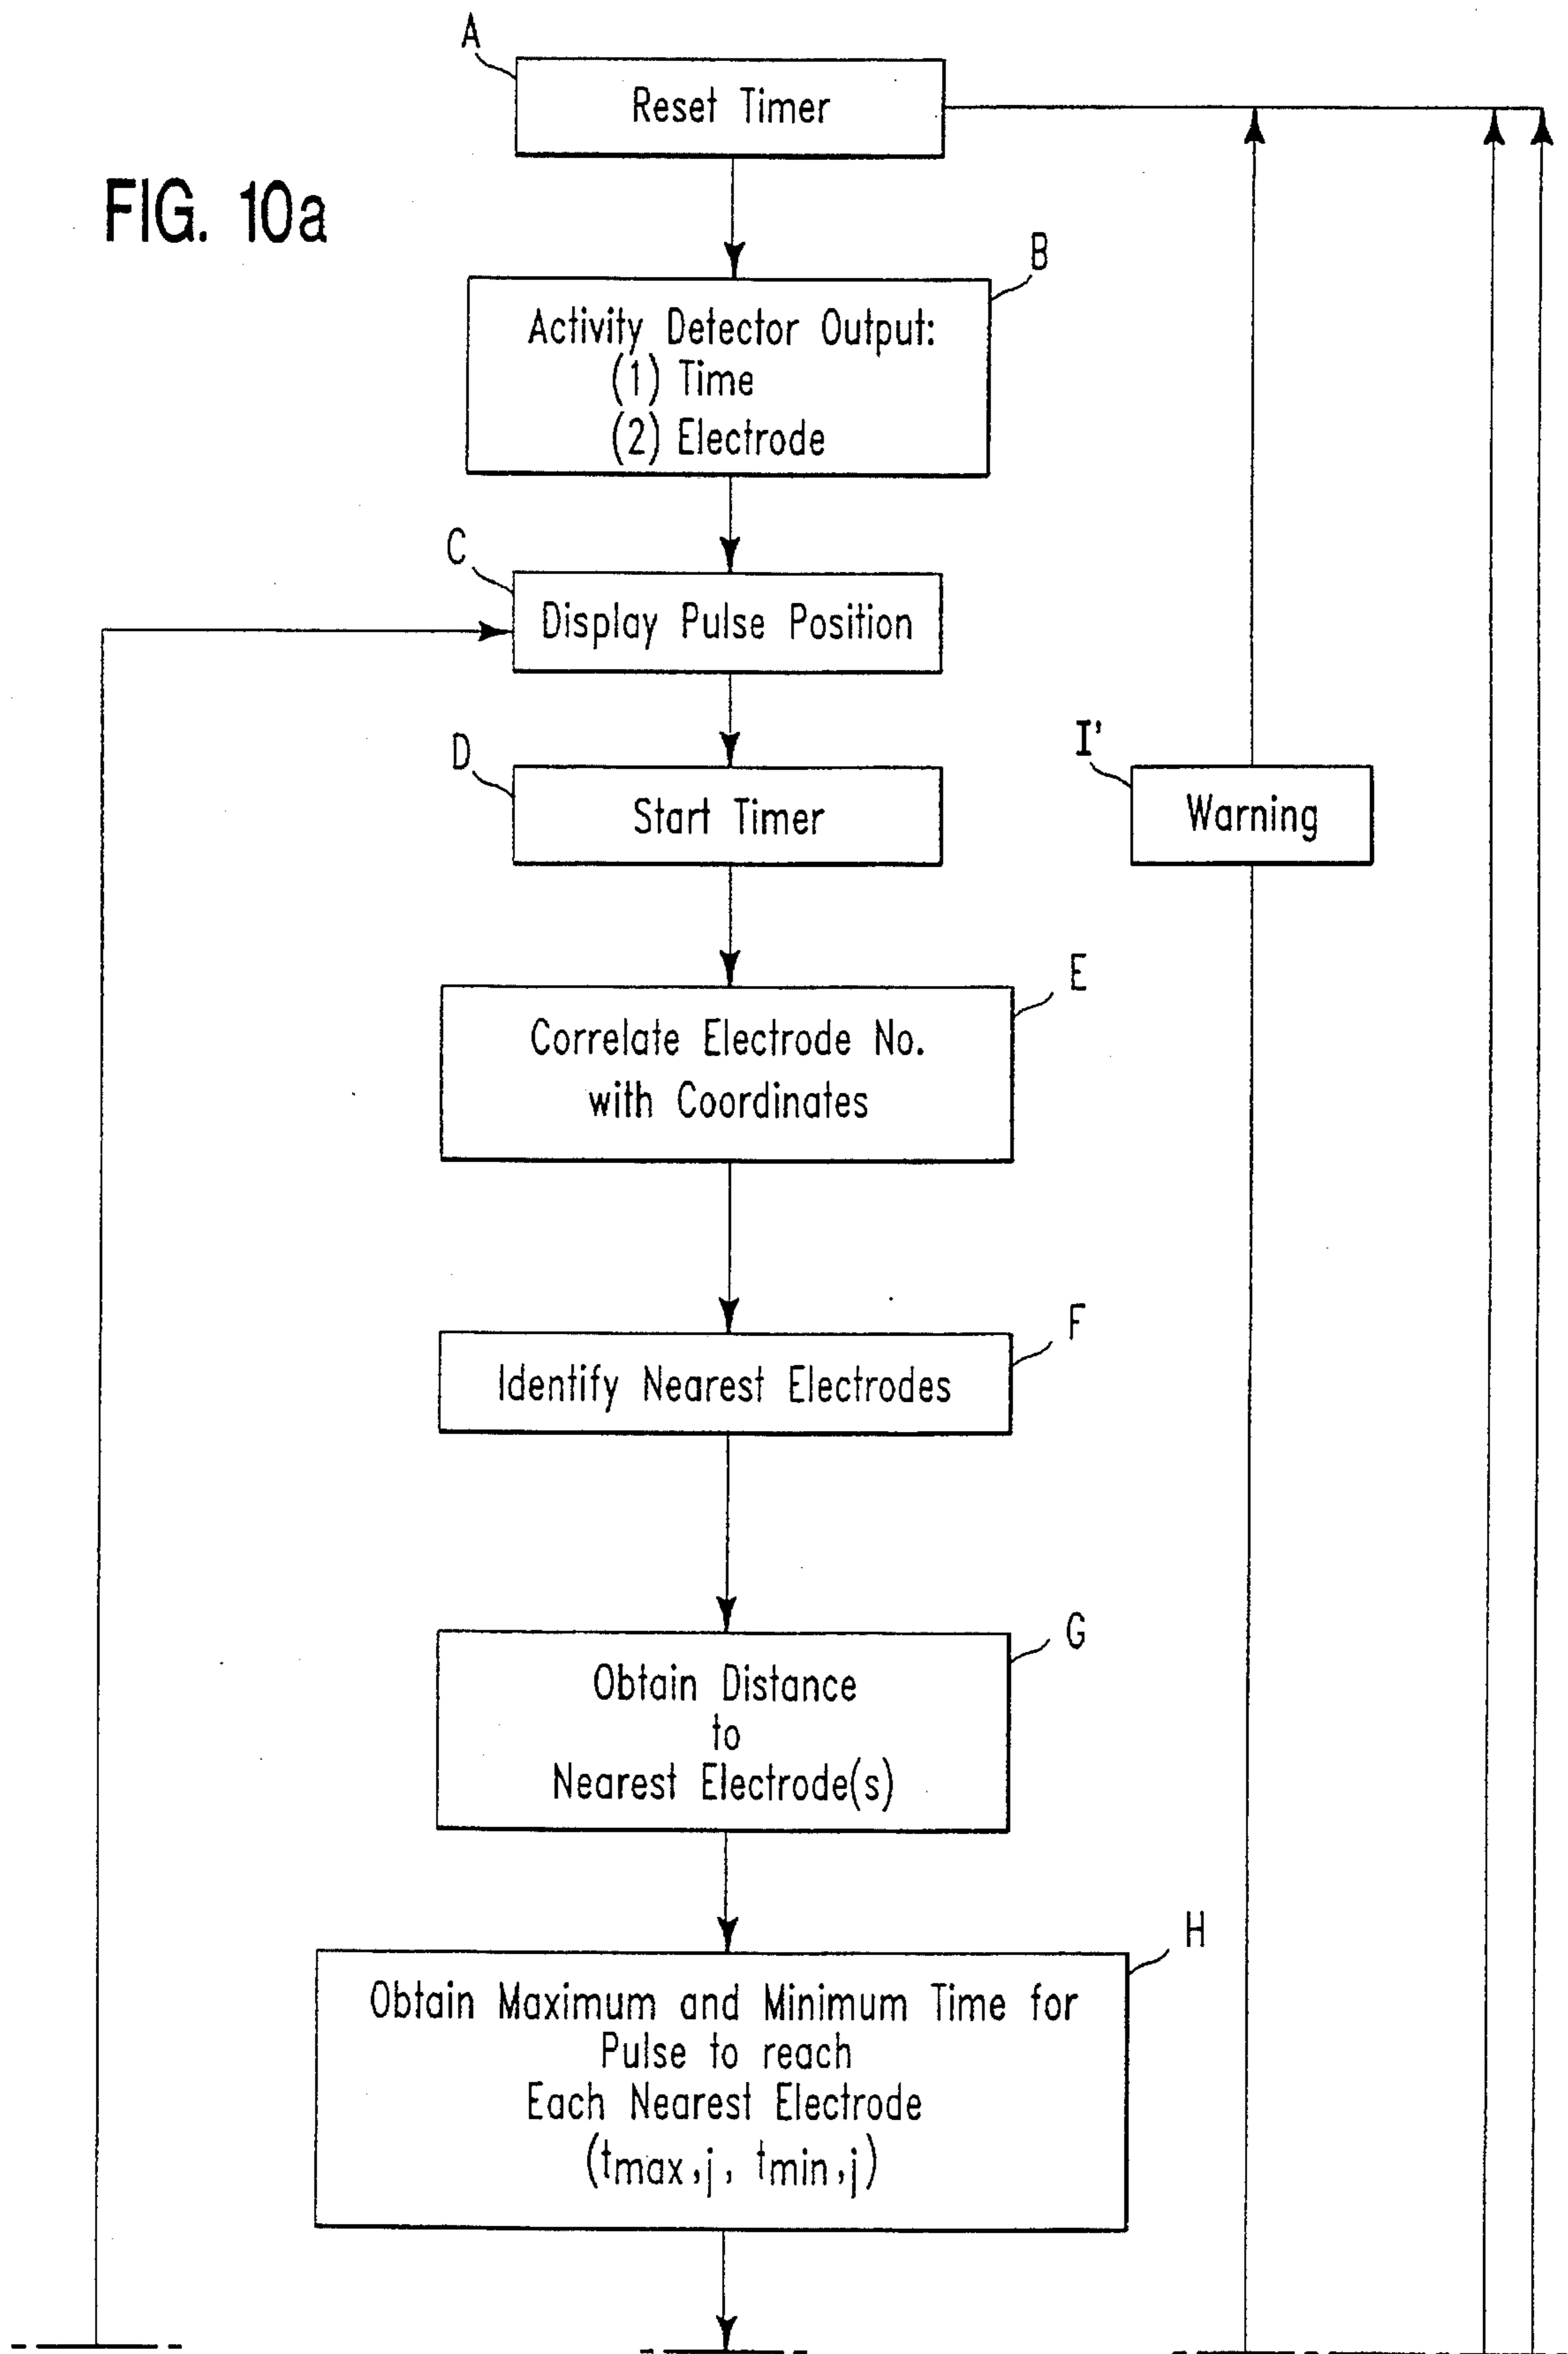 A
Reset Timer
FIG. 10a
B
Activity Detector Output:
(1) Time
(2) Electrode
C
Display Pulse Position
D
Start Timer
I'
Warning
E
Correlate Electrode No.
with Coordinates
F
Identify Nearest Electrodes
G
Obtain Distance
to
Nearest Electrode(s)
H
Obtain Maximum and Minimum Time for
Pulse to reach
Each Nearest Electrode
(tmax,j, tmin,j)